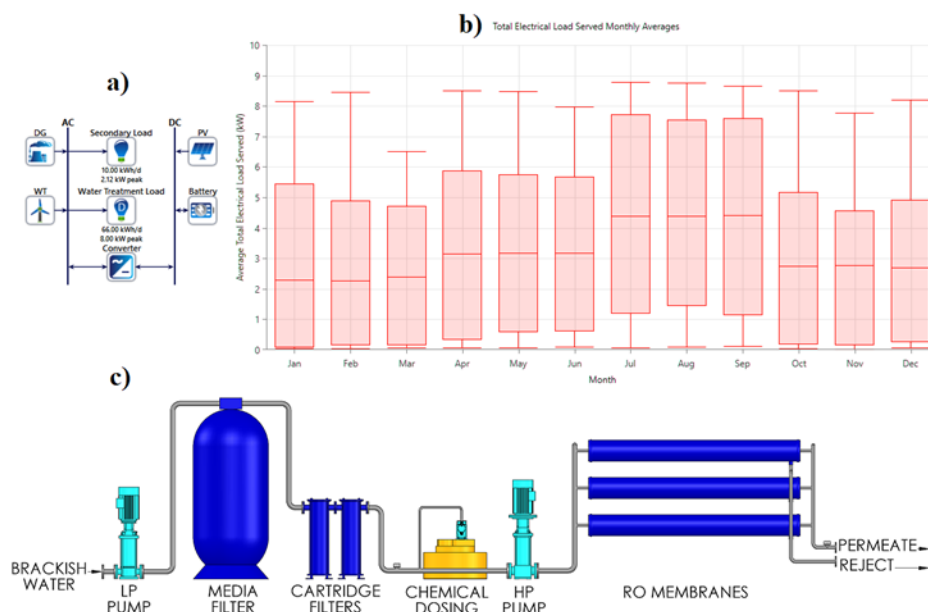 a)
AC
DC
DG
Secondary Load
PV
10.00 kWh/d
2.12 kW peak
WT
Water Treatment Load
Battery
D
66.00 kWh/d
8.00 kW peak
Converter
b)
Total Electrical Load Served Monthly Averages
Average Total Electrical Load Served (kW)
10
9
8
7
6
5
4
3
2
1
0
Jan Feb Mar Apr May Jun Jul Aug Sep Oct Nov Dec
Month
c)
BRACKISH
WATER
LP
PUMP
MEDIA
FILTER
CARTRIDGE
FILTERS
CHEMICAL
DOSING
HP
PUMP
RO MEMBRANES
PERMEATE
REJECT